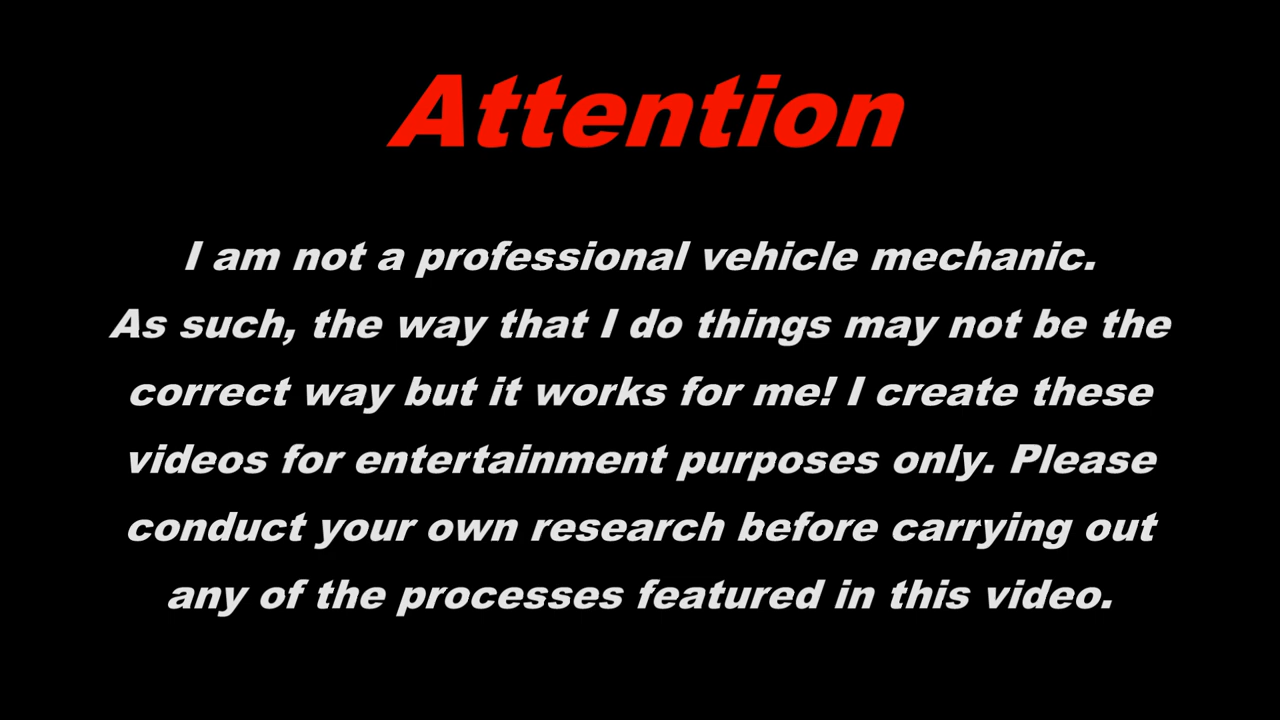 Attention
I am not a professional vehicle mechanic.
As such, the way that I do things may not be the
correct way but it works for me! I create these
videos for entertainment purposes only. Please
conduct your own research before carrying out
any of the processes featured in this video.